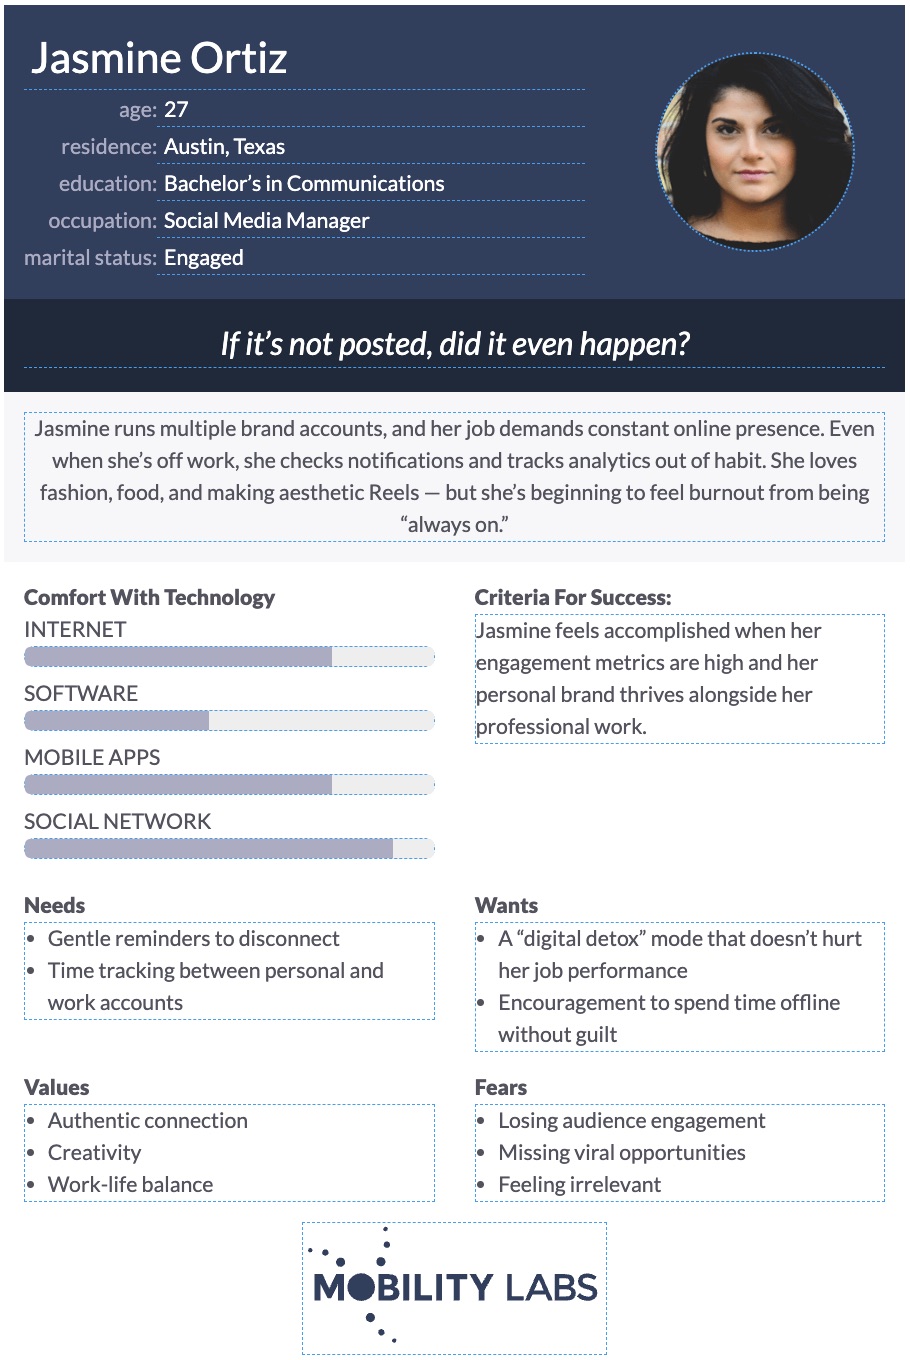 Jasmine Ortiz
age: 27
residence: Austin, Texas
education: Bachelor’s in Communications
occupation: Social Media Manager
marital status: Engaged
If it’s not posted, did it even happen?
Jasmine runs multiple brand accounts, and her job demands constant online presence. Even
when she’s off work, she checks notifications and tracks analytics out of habit. She loves
fashion, food, and making aesthetic Reels — but she’s beginning to feel burnout from being
“always on.”
Comfort With Technology
INTERNET
SOFTWARE
MOBILE APPS
SOCIAL NETWORK
Criteria For Success:
Jasmine feels accomplished when her
engagement metrics are high and her
personal brand thrives alongside her
professional work.
Needs
• Gentle reminders to disconnect
• Time tracking between personal and
work accounts
Wants
• A “digital detox” mode that doesn’t hurt
her job performance
• Encouragement to spend time offline
without guilt
Values
• Authentic connection
• Creativity
• Work-life balance
Fears
• Losing audience engagement
• Missing viral opportunities
• Feeling irrelevant
MOBILITY LABS